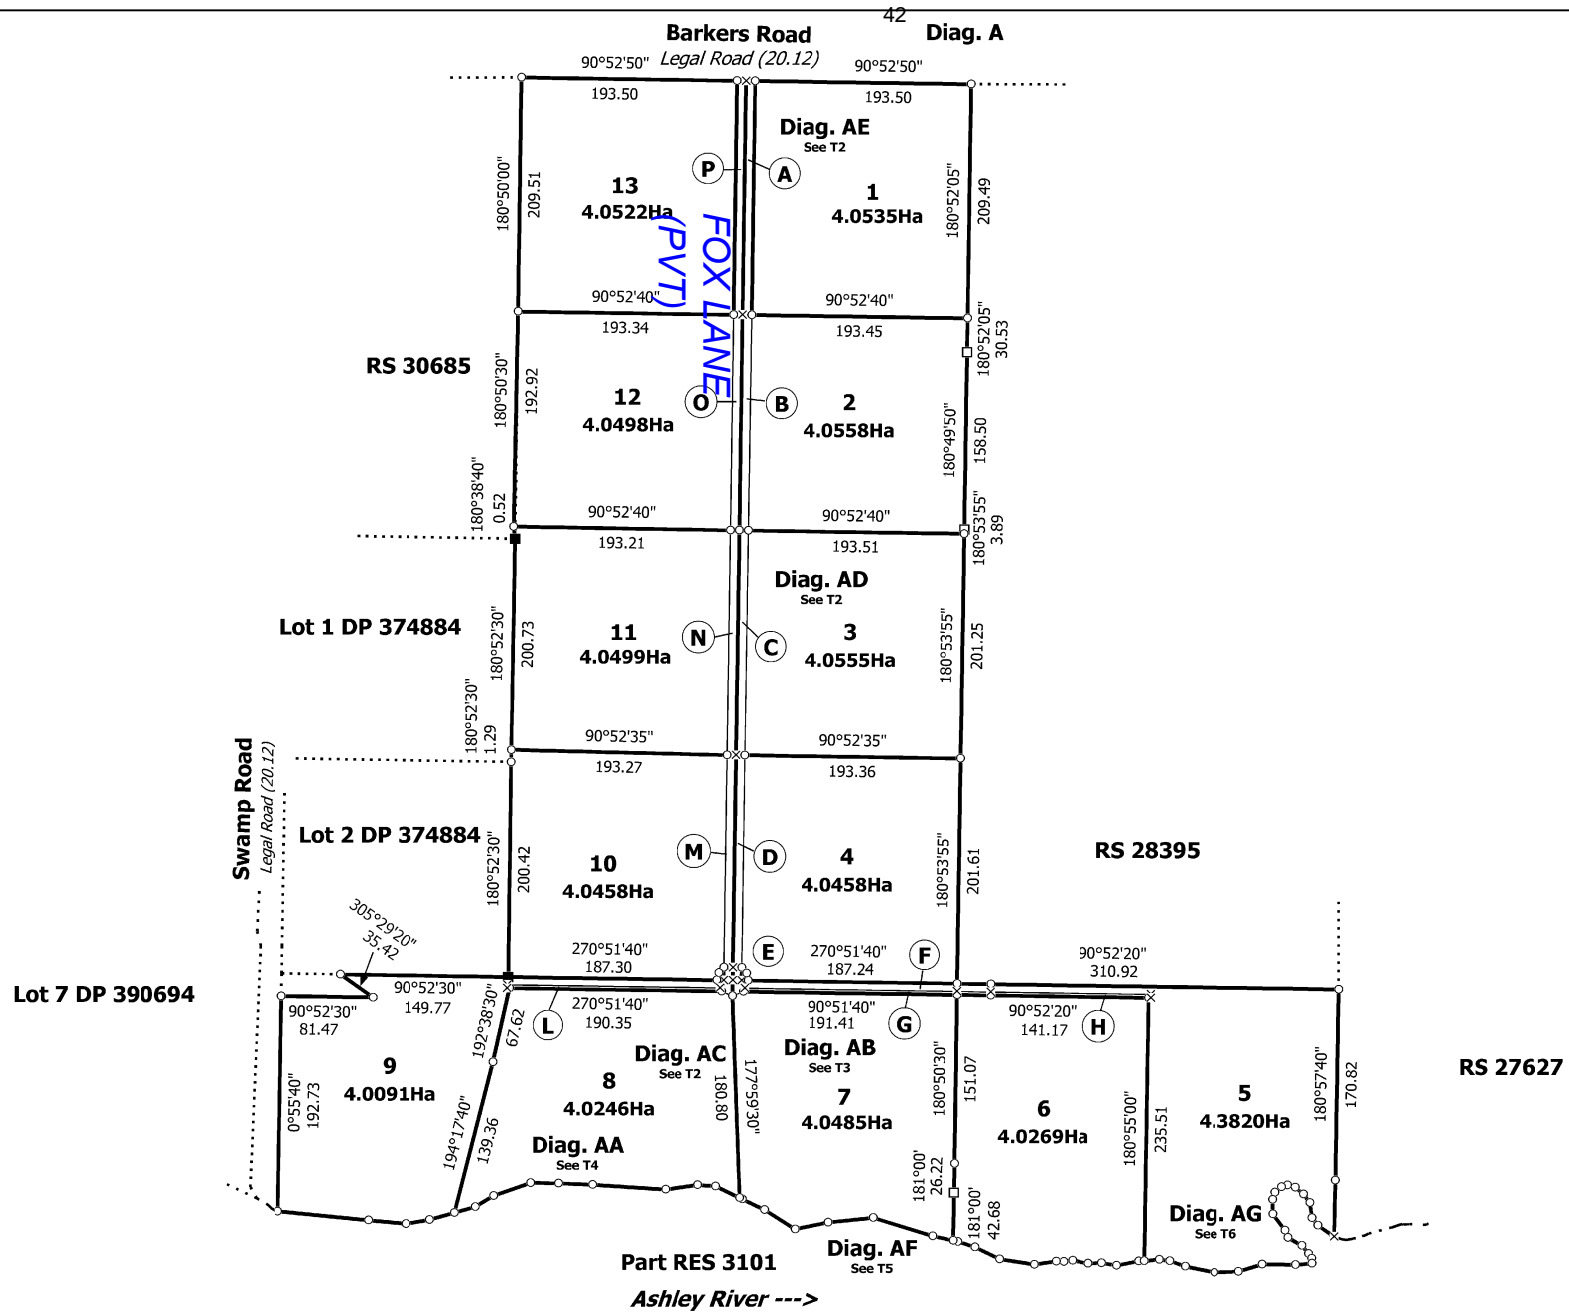 42
Barkers Road
Diag. A
Legal Road (20.12)
90°52'50"
90°52'50"
193.50
193.50
Diag. AE
See T2
P
A
180°50'00"
209.51
13
4.0522Ha
1
4.0535Ha
180°52'05"
209.49
FOX LANE
(PVT)
90°52'40"
90°52'40"
193.34
193.45
180°52'05"
30.53
RS 30685
180°50'30"
192.92
12
4.0498Ha
O
B
2
4.0558Ha
180°49'50"
158.50
180°38'40"
0.52
90°52'40"
90°52'40"
193.21
193.51
180°53'55"
3.89
Diag. AD
See T2
Lot 1 DP 374884
180°52'30"
200.73
11
4.0499Ha
N
C
3
4.0555Ha
180°53'55"
201.25
180°52'30"
1.29
90°52'35"
90°52'35"
193.27
193.36
Swamp Road
Legal Road (20.12)
Lot 2 DP 374884
180°52'30"
200.42
10
4.0458Ha
M
D
4
4.0458Ha
180°53'55"
201.61
RS 28395
305°29'20"
35.42
270°51'40"
187.30
E
270°51'40"
187.24
F
90°52'20"
310.92
Lot 7 DP 390694
90°52'30"
149.77
90°52'30"
81.47
192°38'30"
67.62
L
270°51'40"
190.35
90°51'40"
191.41
G
90°52'20"
141.17
H
Diag. AC
See T2
Diag. AB
See T3
9
4.0091Ha
0°55'40"
192.73
194°17'40"
139.36
8
4.0246Ha
180.80
177°59'30"
7
4.0485Ha
180°50'30"
151.07
6
4.0269Ha
180°55'00"
235.51
5
4.3820Ha
180°57'40"
170.82
RS 27627
Diag. AA
See T4
181°00'
26.22
181°00'
42.68
Diag. AG
See T6
Part RES 3101
Diag. AF
See T5
Ashley River --->